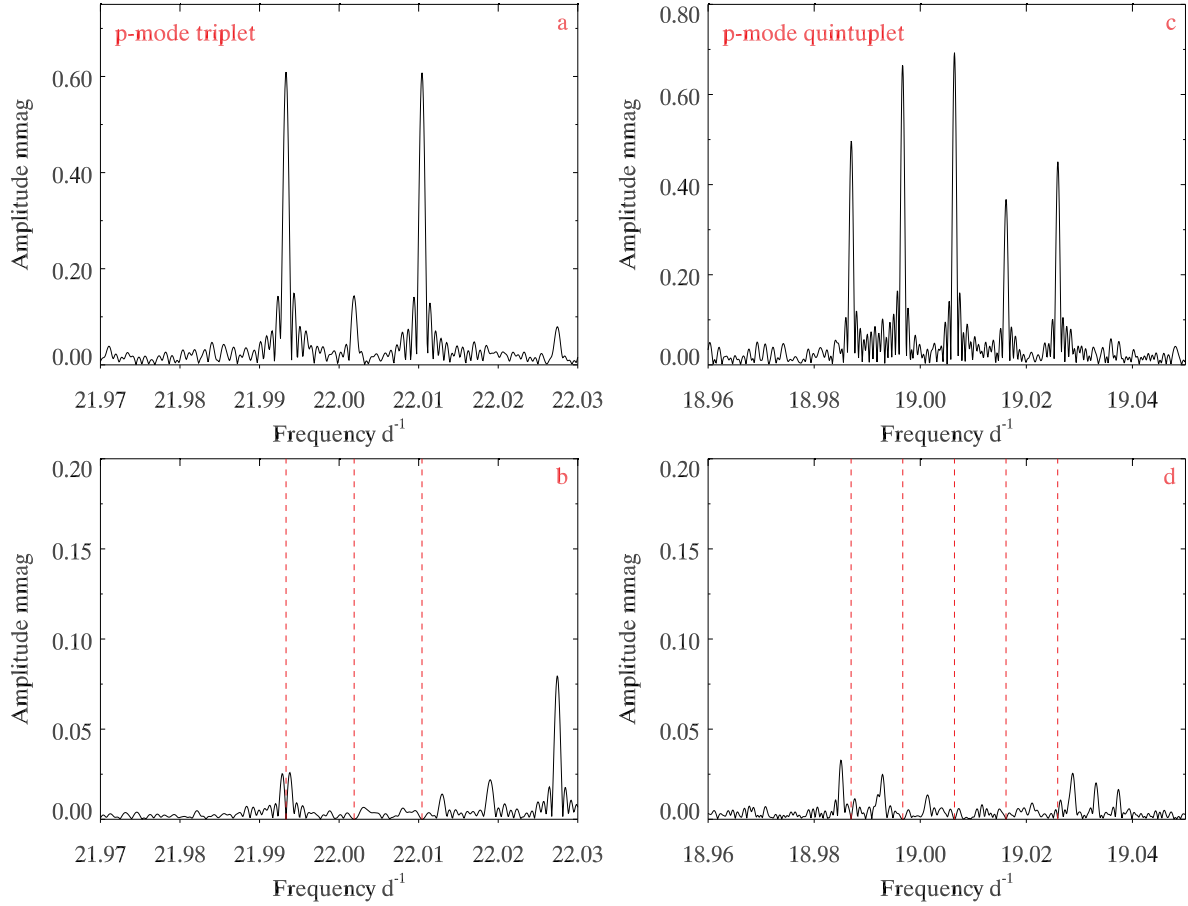 p-mode triplet
a
0.60
0.40
0.20
0.00
Amplitude mmag
21.97 21.98 21.99 22.00 22.01 22.02 22.03
Frequency d-1
p-mode quintuplet
c
0.80
0.60
0.40
0.20
0.00
Amplitude mmag
18.96 18.98 19.00 19.02 19.04
Frequency d-1
b
0.20
0.15
0.10
0.05
0.00
Amplitude mmag
21.97 21.98 21.99 22.00 22.01 22.02 22.03
Frequency d-1
d
0.20
0.15
0.10
0.05
0.00
Amplitude mmag
18.96 18.98 19.00 19.02 19.04
Frequency d-1